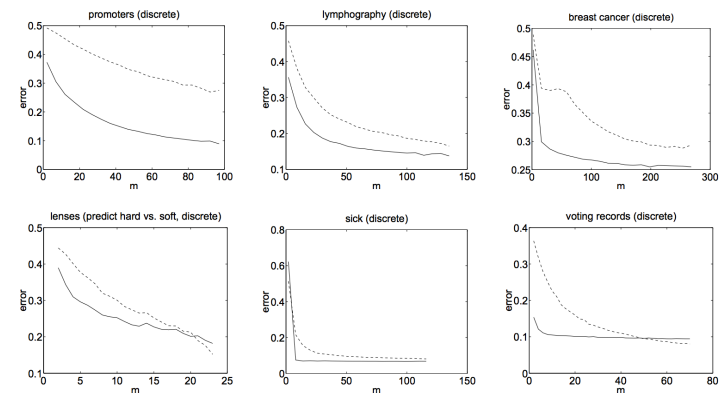 promoters (discrete)
0.5
0.4
0.3
0.2
0.1
0
error
0 20 40 60 80 100
m
lymphography (discrete)
0.5
0.4
0.3
0.2
0.1
error
0 50 100 150
m
breast cancer (discrete)
0.5
0.45
0.4
0.35
0.3
0.25
error
0 100 200 300
m
lenses (predict hard vs. soft, discrete)
0.5
0.4
0.3
0.2
0.1
error
0 5 10 15 20 25
m
sick (discrete)
0.8
0.6
0.4
0.2
0
error
0 50 100 150
m
voting records (discrete)
0.4
0.3
0.2
0.1
0
error
0 20 40 60 80
m